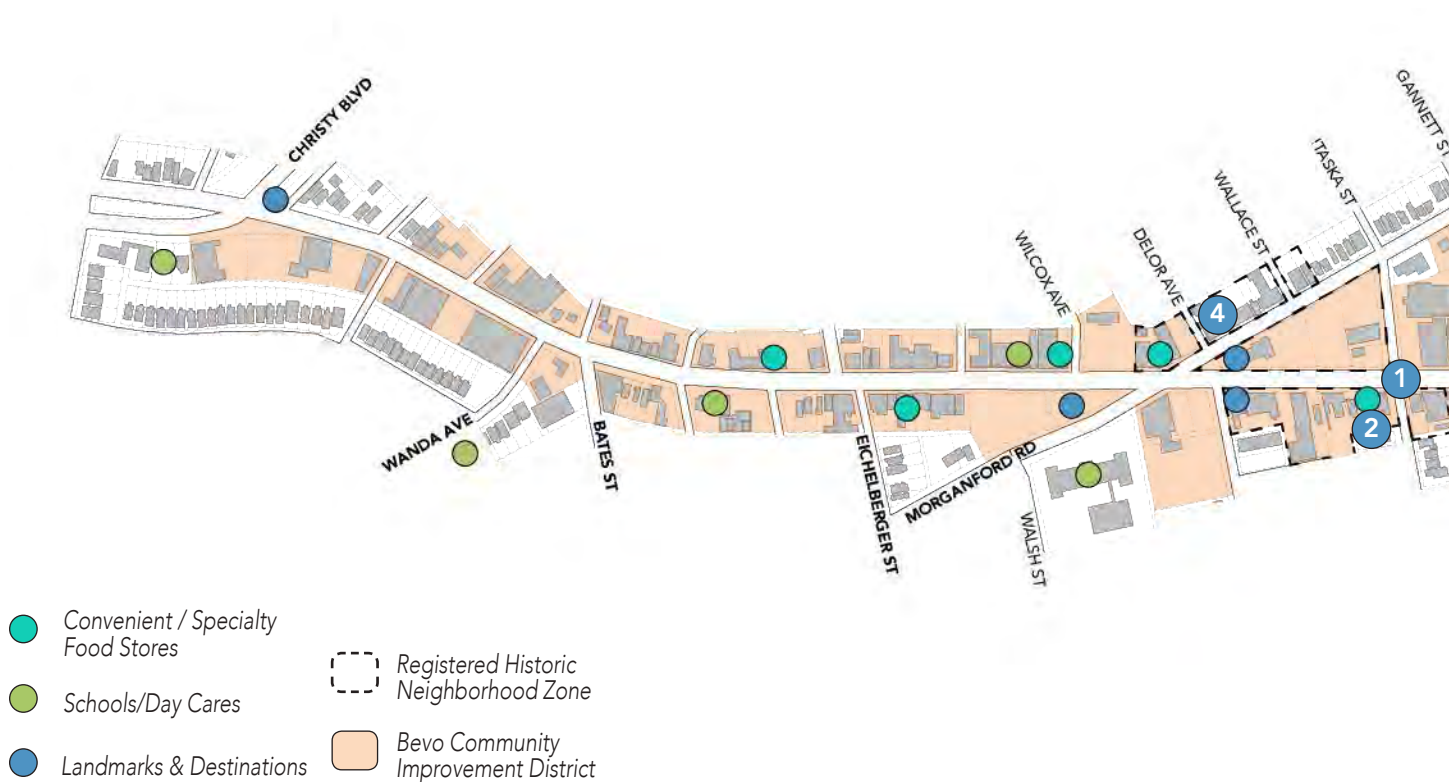 CHRISTY BLVD
GANNETT ST
ITASKA ST
WALLACE ST
DELOR AVE
WILCOX AVE
4
1
2
WANDA AVE
BATES ST
EICHELBERGER ST
MORGANFORD RD
WALSH ST
Convenient / Specialty
Food Stores
Schools/Day Cares
Landmarks & Destinations
Registered Historic
Neighborhood Zone
Bevo Community
Improvement District